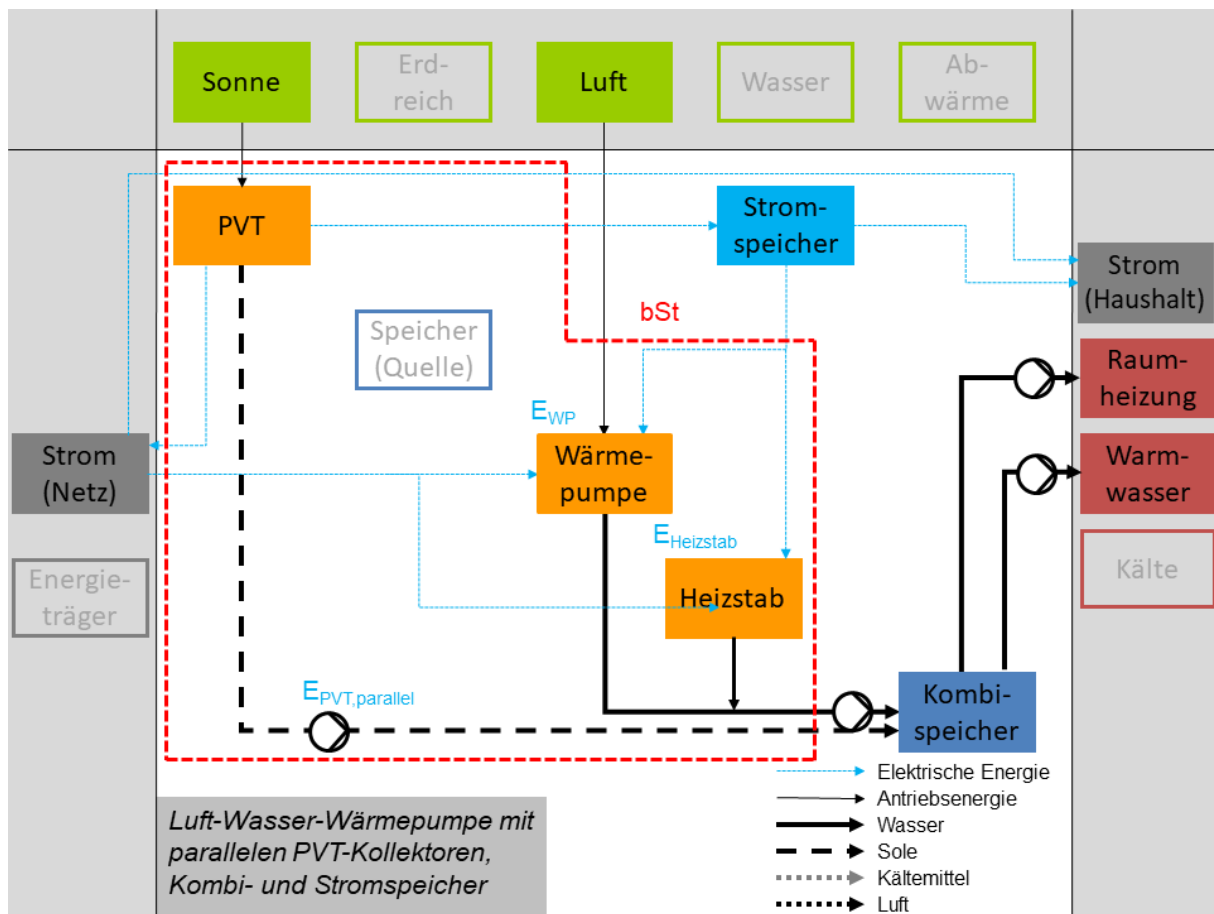 Sonne
Erd-
reich
Luft
Wasser
Ab-
wärme
PVT
Strom-
speicher
Strom
(Haushalt)
Speicher
(Quelle)
bSt
Raum-
heizung
E_WP
Strom
(Netz)
Wärme-
pumpe
Warm-
wasser
E_Heizstab
Energie-
träger
Heizstab
Kälte
E_PVT,parallel
Kombi-
speicher
Elektrische Energie
Antriebsenergie
Wasser
Sole
Kältemittel
Luft
Luft-Wasser-Wärmepumpe mit
parallelen PVT-Kollektoren,
Kombi- und Stromspeicher